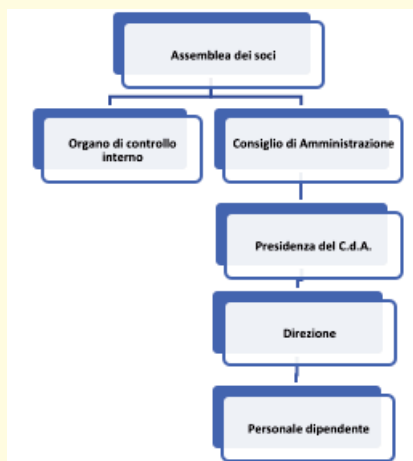 Assemblea dei soci
Organo di controllo
interno
Consiglio di Amministrazione
Presidenza del C.d.A.
Direzione
Personale dipendente